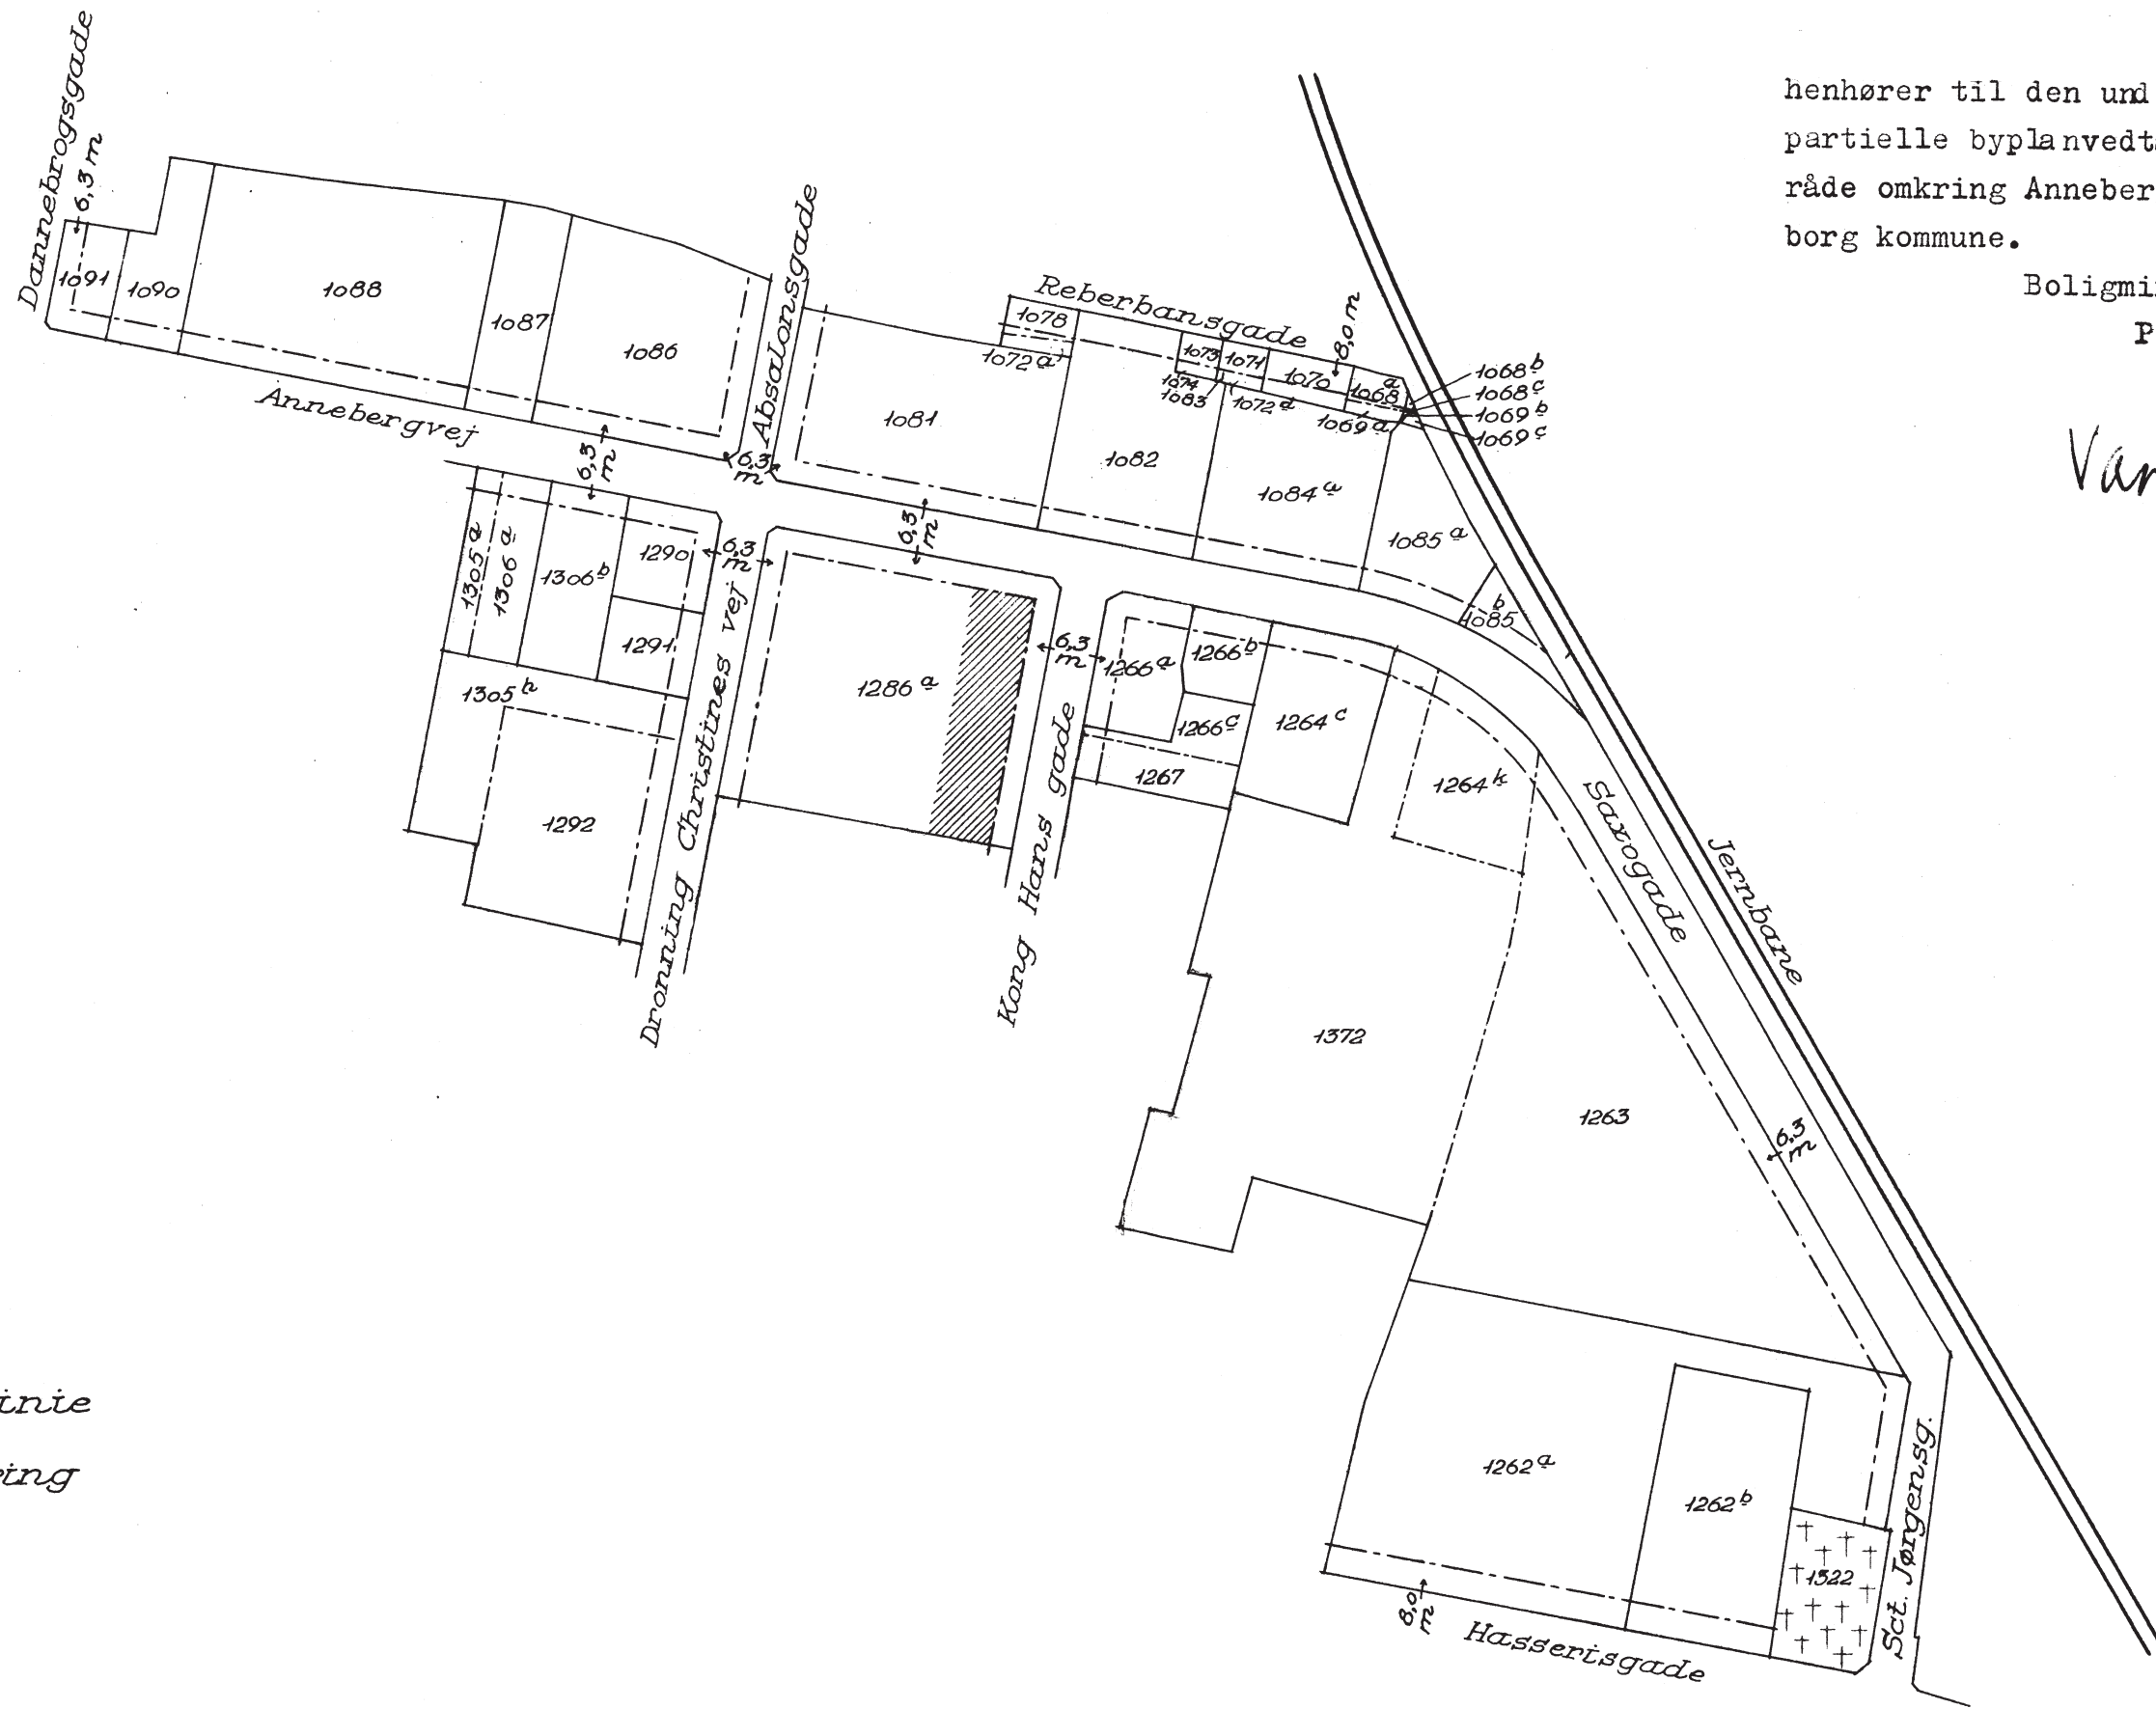 henhører til den und
partielle byplanvedt
råde omkring Anneber
borg kommune.
Boligmi
P
Var
Dannebrogsgade
6,3 m
1091
1090
1088
1087
1086
Absalonsgade
Annebergvej
6,3 m
6,3 m
Reberbansgade
8,0 m
1078
1072 a
1073
1071
1070
1068 a
1074
1083
1072 d
1069 a
1068 b
1068 c
1069 b
1069 c
1081
1082
1084 a
1085 a
1085 b
6,3 m
1305 a
1306 a
1306 b
1290
1291
6,3 m
1305 h
1292
Dronning Christines vej
1286 a
6,3 m
Kong Hans gade
1266 a
1266 b
1266 c
1267
1264 c
1264 k
Saxogade
Jernbane
1372
1263
6,3 m
inie
ing
1262 a
1262 b
1322
Sct. Jørgensg.
8,0 m
Hasserisgade